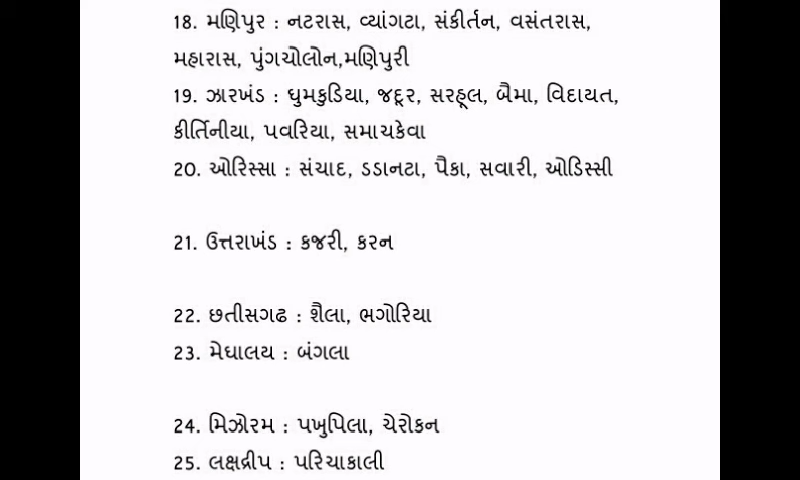 18. મણિપુર : નટરાસ, વ્યાંગટા, સંકીર્તન, વસંતરાસ,
મહારાસ, પુંગચોલોન,મણિપુરી
19. ઝારખંડ : ઘુમકુડિયા, જદૂર, સરહૂલ, બૈમા, વિદાયત,
કીર્તિનીયા, પવરિયા, સમાચકેવા
20. ઓરિસ્સા : સંચાદ, ડડાનટા, પૈકા, સવારી, ઓડિસ્સી
21. ઉત્તરાખંડ : કજરી, કરન
22. છતીસગઢ : શૈલા, ભગોરિયા
23. મેઘાલય : બંગલા
24. મિઝોરમ : પખુપિલા, ચેરોકન
25. લક્ષદ્રીપ : પરિચાકાલી